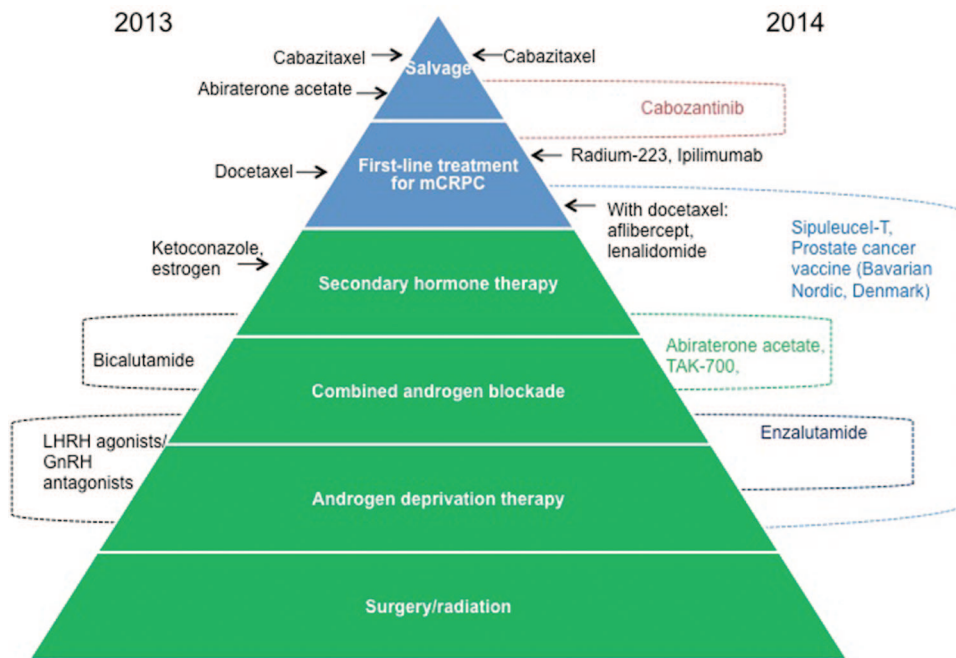 2013
2014
Cabazitaxel
Salvage
Cabazitaxel
Abiraterone acetate
Cabozantinib
Docetaxel
First-line treatment
for mCRPC
Radium-223, Ipilimumab
With docetaxel:
aflibercept,
lenalidomide
Sipuleucel-T,
Prostate cancer
vaccine (Bavarian
Nordic, Denmark)
Ketoconazole,
estrogen
Secondary hormone therapy
Bicalutamide
Combined androgen blockade
Abiraterone acetate,
TAK-700,
LHRH agonists/
GnRH
antagonists
Androgen deprivation therapy
Enzalutamide
Surgery/radiation